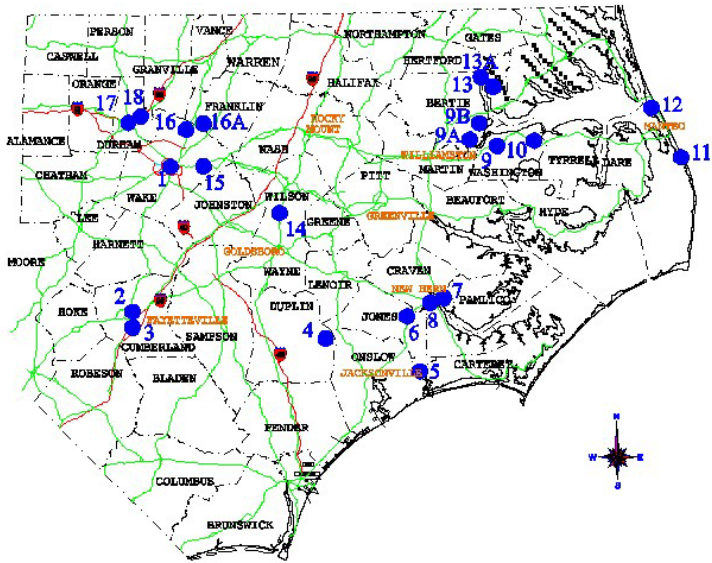 PERSON
VANCE
NORTHAMPTON
GATES
CASWELL
WARREN
HERTFORD
13A
GRANVILLE
ORANGE
HALIFAX
13
17
18
FRANKLIN
BERTIE
12
16
16A
ROCKY
MOUNT
9B
MANTEO
ALAMANCE
DURHAM
9A
NASH
WILLIAMSTON
9
10
11
CHATHAM
1
15
MARTIN
WASHINGTON
TYRRELL
DARE
PITT
WAKE
JOHNSTON
WILSON
BEAUFORT
LEE
14
GREENE
GREENVILLE
HYDE
HARNETT
GOLDSBORO
MOORE
WAYNE
CRAVEN
LENOIR
NEW BERN
7
2
DUPLIN
PAMLICO
HOKE
FAYETTEVILLE
JONES
8
3
SAMPSON
4
6
CUMBERLAND
ONSLOW
CARTERET
ROBESON
BLADEN
JACKSONVILLE
5
PENDER
N
W
E
S
COLUMBUS
BRUNSWICK